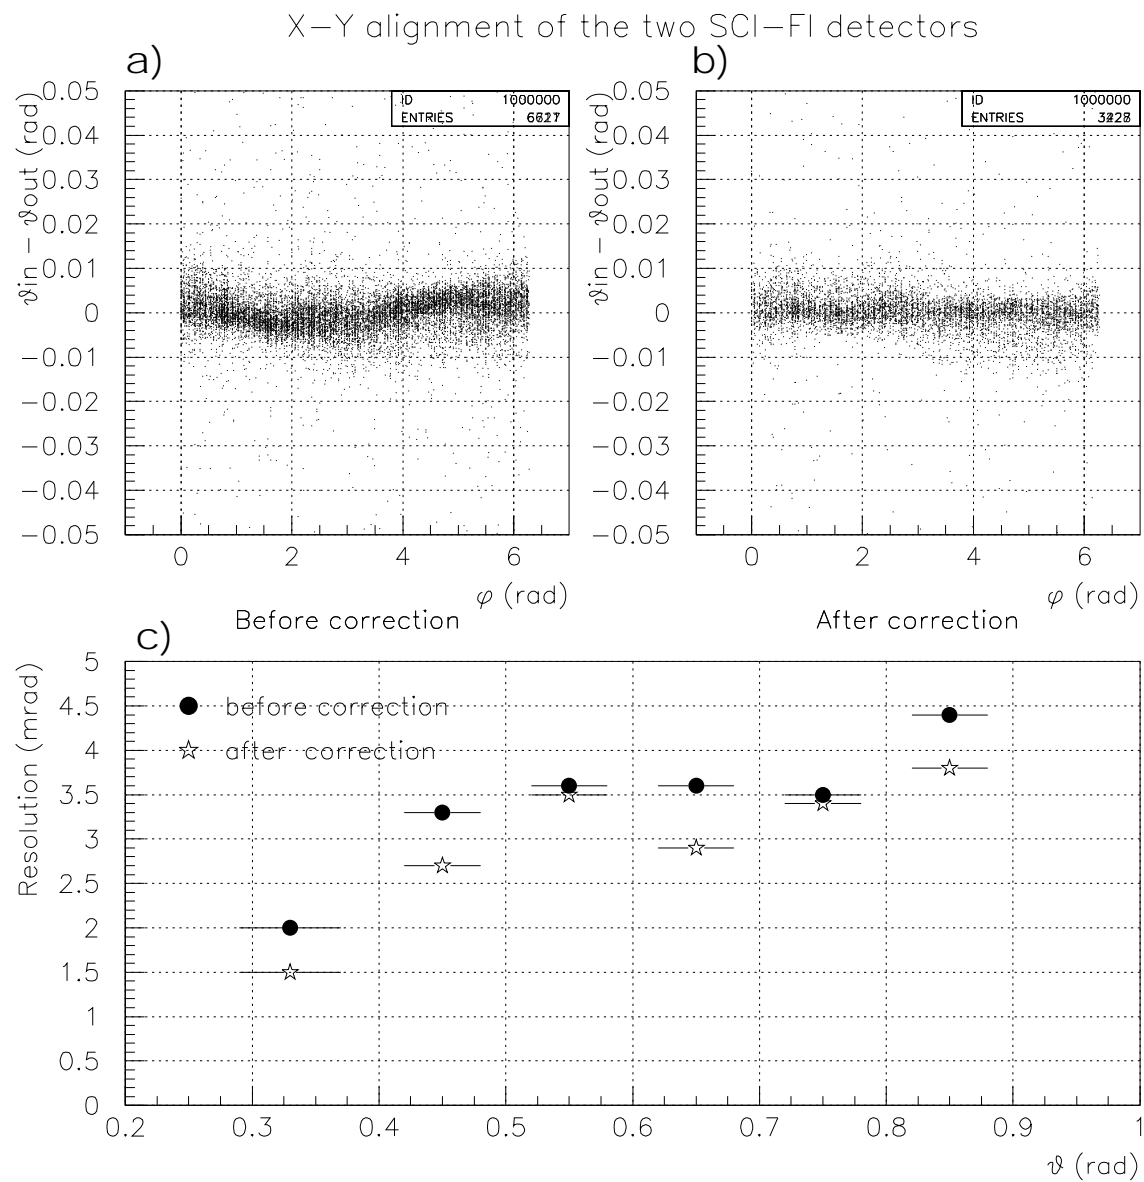 X−Y alignment of the two SCI−FI detectors
a)
b)
ID 1000000
ENTRIES
ID 1000000
ENTRIES
ϑin − ϑout (rad)
0.05
0.04
0.03
0.02
0.01
0
−0.01
−0.02
−0.03
−0.04
−0.05
0 2 4 6
φ (rad)
Before correction
ϑin − ϑout (rad)
0.05
0.04
0.03
0.02
0.01
0
−0.01
−0.02
−0.03
−0.04
−0.05
0 2 4 6
φ (rad)
After correction
c)
Resolution (mrad)
5
4.5
4
3.5
3
2.5
2
1.5
1
0.5
0
before correction
after correction
0.2 0.3 0.4 0.5 0.6 0.7 0.8 0.9 1
ϑ (rad)